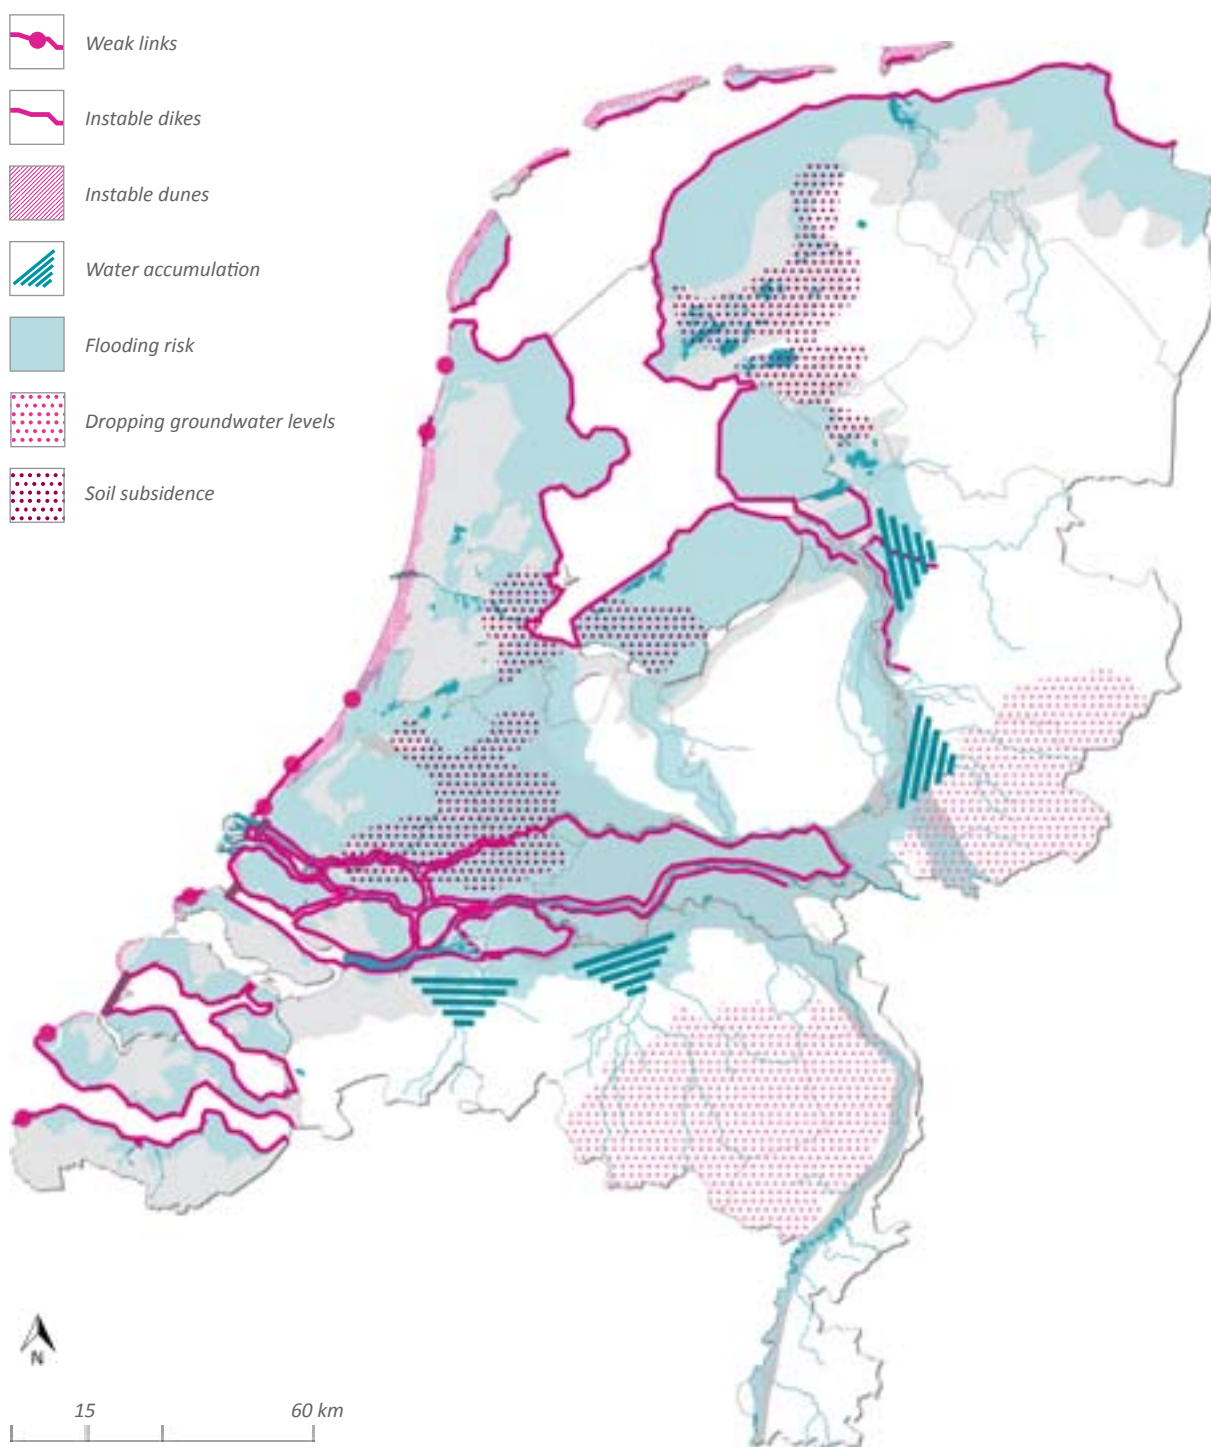 Weak links
Instable dikes
Instable dunes
Water accumulation
Flooding risk
Dropping groundwater levels
Soil subsidence
N
15 60 km